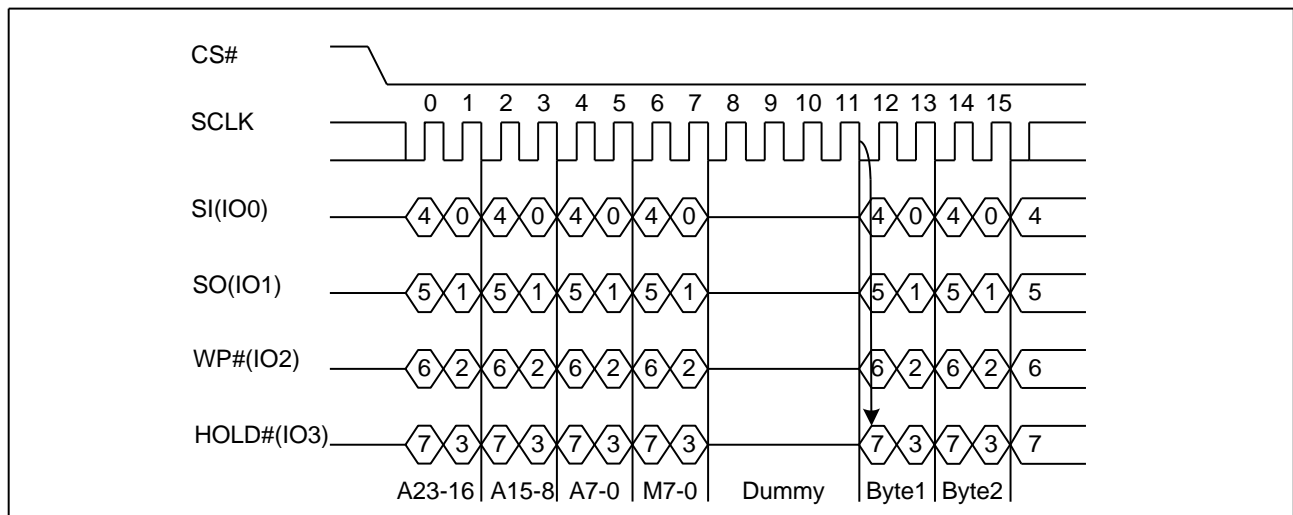 CS#
0 1 2 3 4 5 6 7 8 9 10 11 12 13 14 15
SCLK
SI(IO0) 4 0 4 0 4 0 4 0 4 0 4 0 4
SO(IO1) 5 1 5 1 5 1 5 1 5 1 5 1 5
WP#(IO2) 6 2 6 2 6 2 6 2 6 2 6 2 6
HOLD#(IO3) 7 3 7 3 7 3 7 3 7 3 7 3 7
A23-16 A15-8 A7-0 M7-0 Dummy Byte1 Byte2